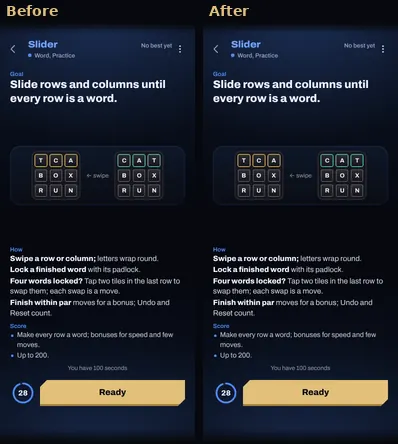 Before
Slider
Word, Practice
No best yet
Goal
Slide rows and columns until
every row is a word.
T C A
B O X
R U N
← swipe
C A T
B O X
R U N
How
Swipe a row or column; letters wrap round.
Lock a finished word with its padlock.
Four words locked? Tap two tiles in the last row to
swap them; each swap is a move.
Finish within par moves for a bonus; Undo and
Reset count.
Score
• Make every row a word; bonuses for speed and few
moves.
• Up to 200.
You have 100 seconds
28
Ready
After
Slider
Word, Practice
No best yet
Goal
Slide rows and columns until
every row is a word.
T C A
B O X
R U N
← swipe
C A T
B O X
R U N
How
Swipe a row or column; letters wrap round.
Lock a finished word with its padlock.
Four words locked? Tap two tiles in the last row to
swap them; each swap is a move.
Finish within par moves for a bonus; Undo and
Reset count.
Score
• Make every row a word; bonuses for speed and few
moves.
• Up to 200.
You have 100 seconds
28
Ready